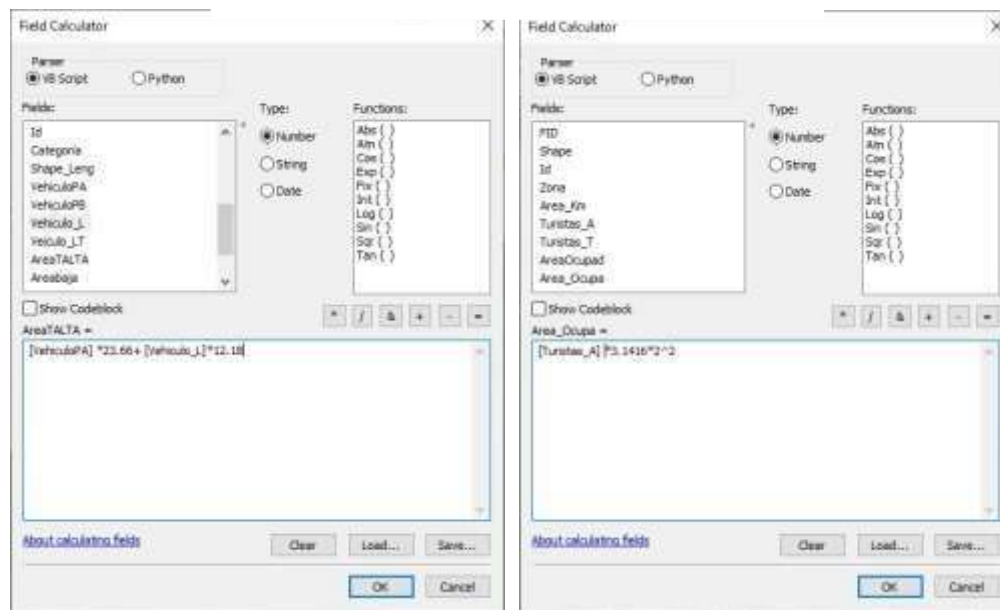 Field Calculator
Parser
VB Script
Python
Fields:
Type:
Functions:
Id
Categoria
Shape_Leng
VehiculoPA
VehiculoPB
Vehiculo_L
Veiculo_LT
AreaTALTA
Areabaja
Number
String
Date
Abs ( )
Atn ( )
Cos ( )
Exp ( )
Fix ( )
Int ( )
Log ( )
Sin ( )
Sqr ( )
Tan ( )
Show Codeblock
* / & + - =
AreaTALTA =
[VehiculoPA] *23.66+ [Vehiculo_L]*12.18
About calculating fields
Clear
Load...
Save...
OK
Cancel
Field Calculator
Parser
VB Script
Python
Fields:
Type:
Functions:
FID
Shape
Id
Zona
Area_Km
Turistas_A
Turistas_T
AreaOcupad
Area_Ocupa
Number
String
Date
Abs ( )
Atn ( )
Cos ( )
Exp ( )
Fix ( )
Int ( )
Log ( )
Sin ( )
Sqr ( )
Tan ( )
Show Codeblock
* / & + - =
Area_Ocupa =
[Turistas_A] *3.1416*2^2
About calculating fields
Clear
Load...
Save...
OK
Cancel